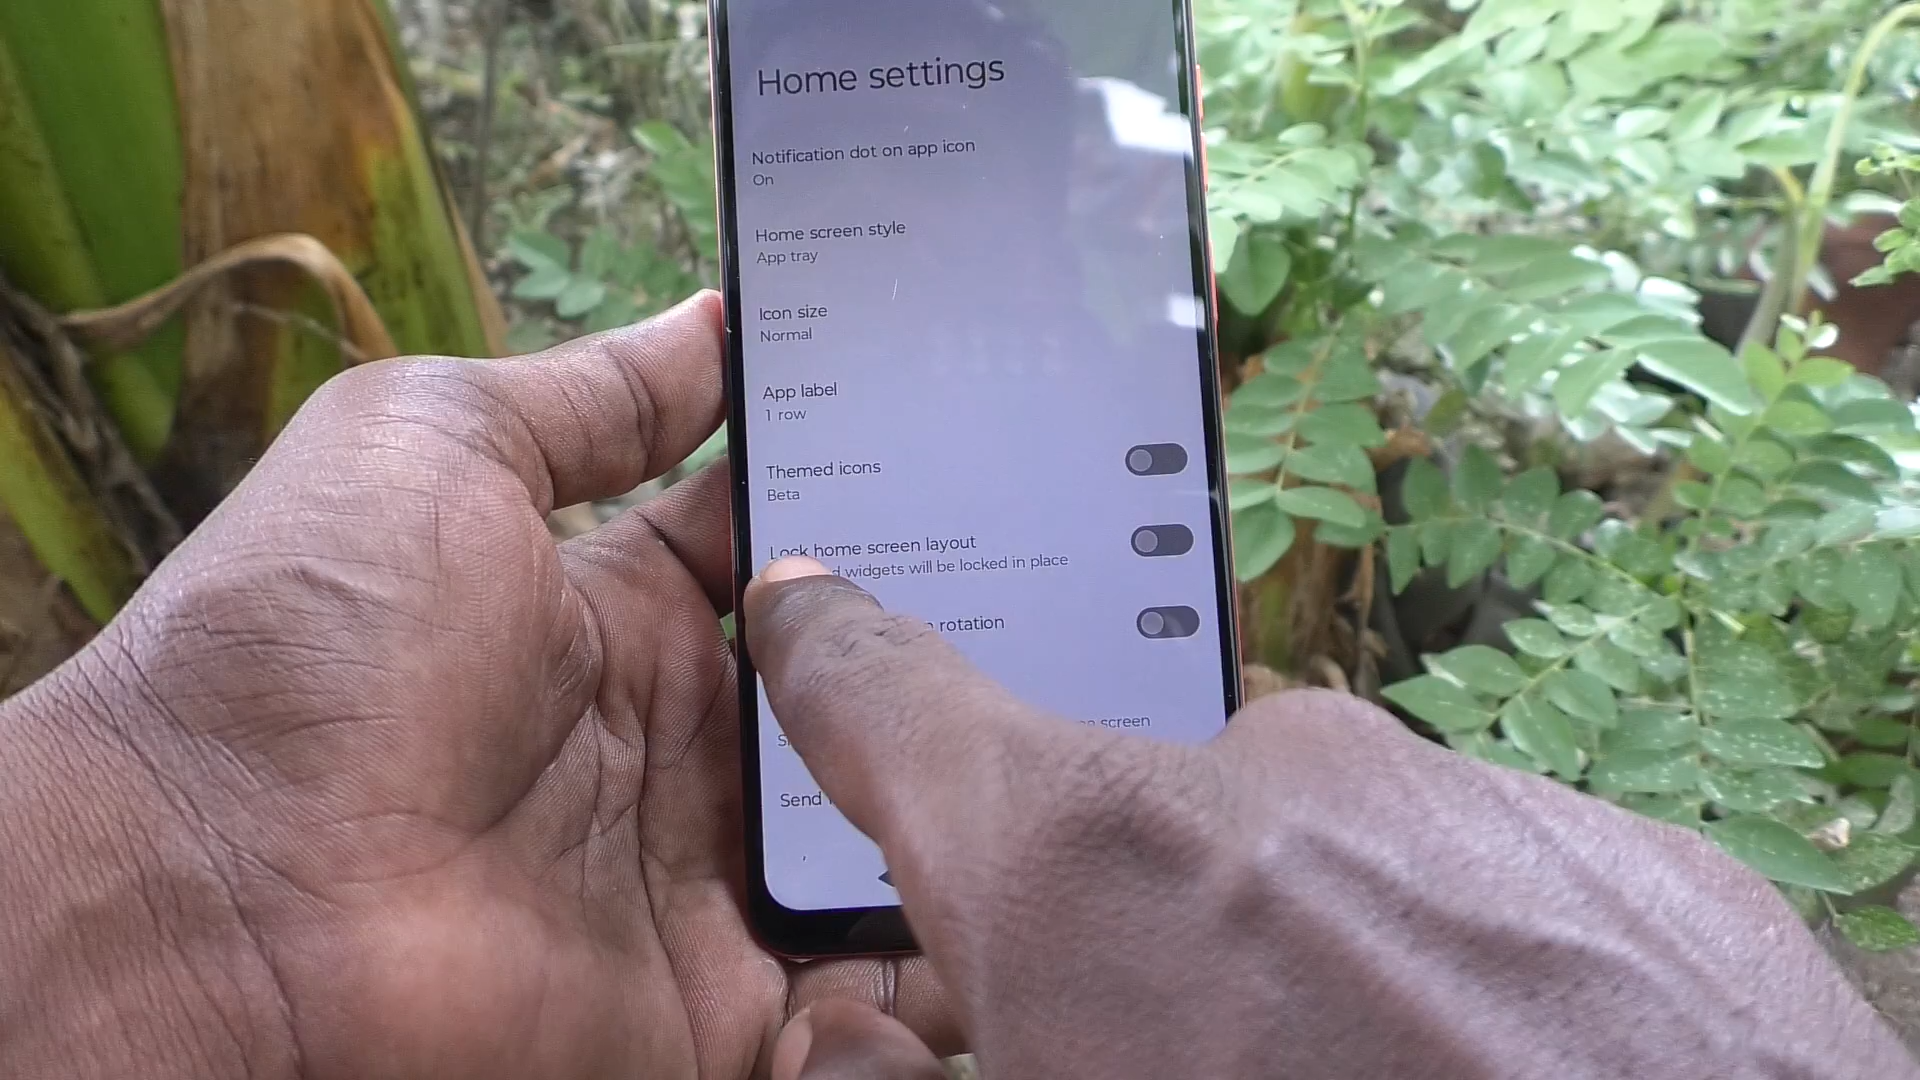 Home settings
Notification dot on app icon
On
Home screen style
App tray
Icon size
Normal
App label
1 row
Themed icons
Beta
Lock home screen layout
widgets will be locked in place
rotation
screen
Send